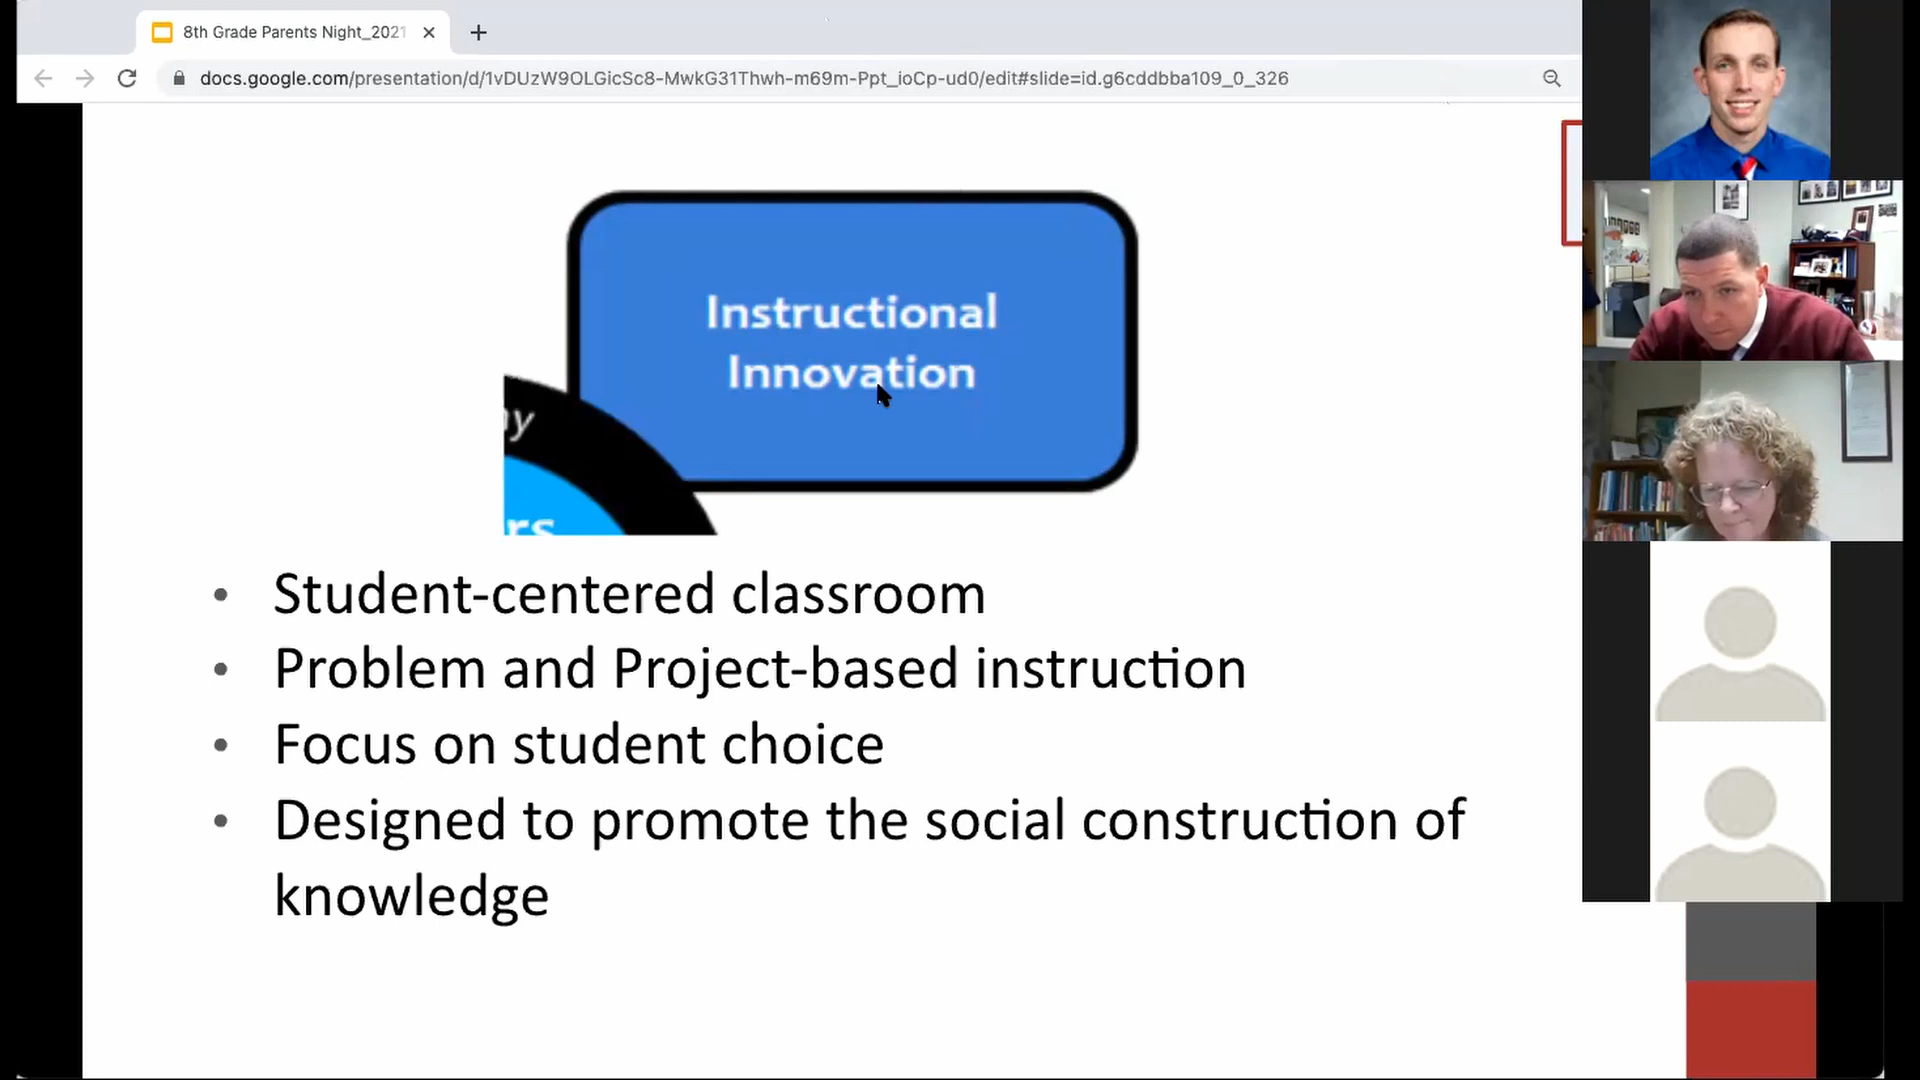 8th Grade Parents Night_2021
docs.google.com/presentation/d/1vDUzW9OLGicSc8-MwkG31Thwh-m69m-Ppt_ioCp-ud0/edit#slide=id.g6cddbba109_0_326
Instructional
Innovation
ay
rs
• Student-centered classroom
• Problem and Project-based instruction
• Focus on student choice
• Designed to promote the social construction of
knowledge